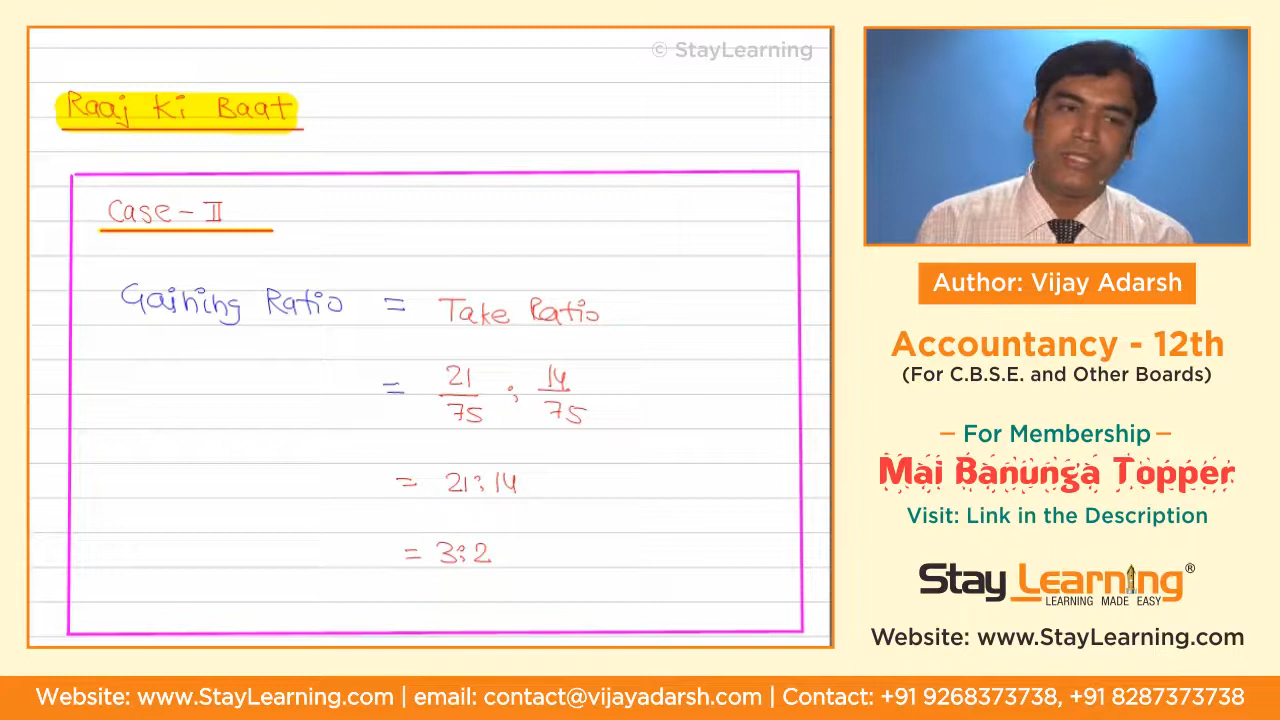 © StayLearning
Raaj Ki Baat
Case - II
Gaining Ratio = Take Ratio
= 21/75 : 14/75
= 21:14
= 3:2
Author: Vijay Adarsh
Accountancy - 12th
(For C.B.S.E. and Other Boards)
– For Membership –
Mai Banunga Topper
Visit: Link in the Description
Stay Learning®
LEARNING MADE EASY
Website: www.StayLearning.com
Website: www.StayLearning.com | email: contact@vijayadarsh.com | Contact: +91 9268373738, +91 8287373738